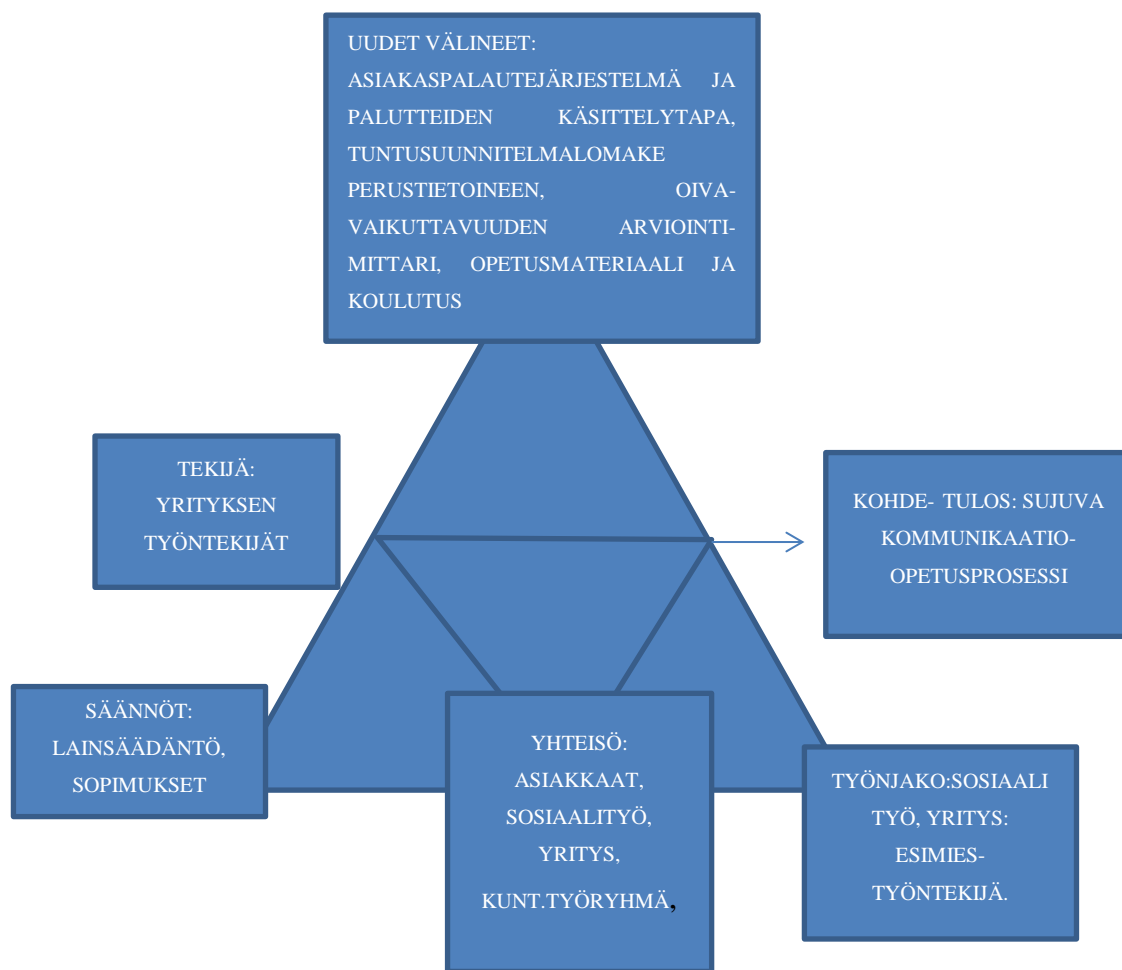 UUDET VÄLINEET:
ASIAKASPALAUTEJÄRJESTELMÄ JA
PALUTTEIDEN KÄSITTELYTAPA,
TUNTUSUUNNITELMALOMAKE
PERUSTIETOINEEN, OIVA-
VAIKUTTAVUUDEN ARVIOINTI-
MITTARI, OPETUSMATERIAALI JA
KOULUTUS
TEKIJÄ:
YRITYKSEN
TYÖNTEKIJÄT
KOHDE- TULOS: SUJUVA
KOMMUNIKAATIO-
OPETUSPROSESSI
SÄÄNNÖT:
LAINSÄÄDÄNTÖ,
SOPIMUKSET
YHTEISÖ:
ASIAKKAAT,
SOSIAALITYÖ,
YRITYS,
KUNT.TYÖRYHMÄ,
TYÖNJAKO:SOSIAALI
TYÖ, YRITYS:
ESIMIES-
TYÖNTEKIJÄ.